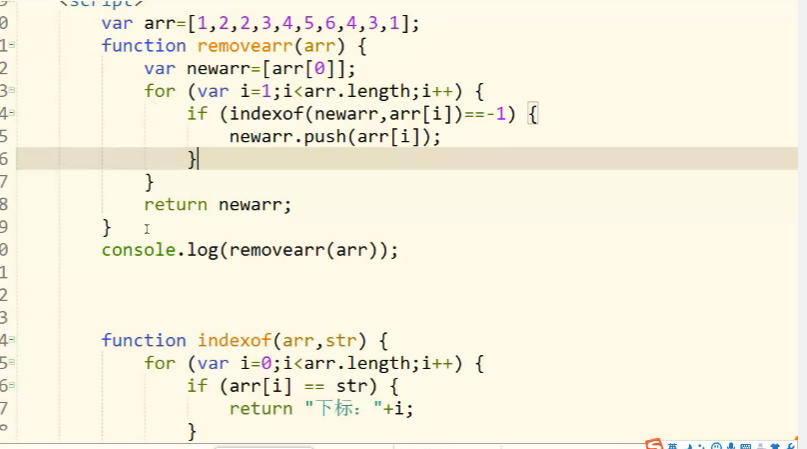 <script>
0 var arr=[1,2,2,3,4,5,6,4,3,1];
1 function removearr(arr) {
2 var newarr=[arr[0]];
3 for (var i=1;i<arr.length;i++) {
4 if (indexof(newarr,arr[i])==-1) {
5 newarr.push(arr[i]);
6 }
7 }
8 return newarr;
9 }
0 console.log(removearr(arr));
1
2
3
4 function indexof(arr,str) {
5 for (var i=0;i<arr.length;i++) {
6 if (arr[i] == str) {
7 return "下标："+i;
8 }
英